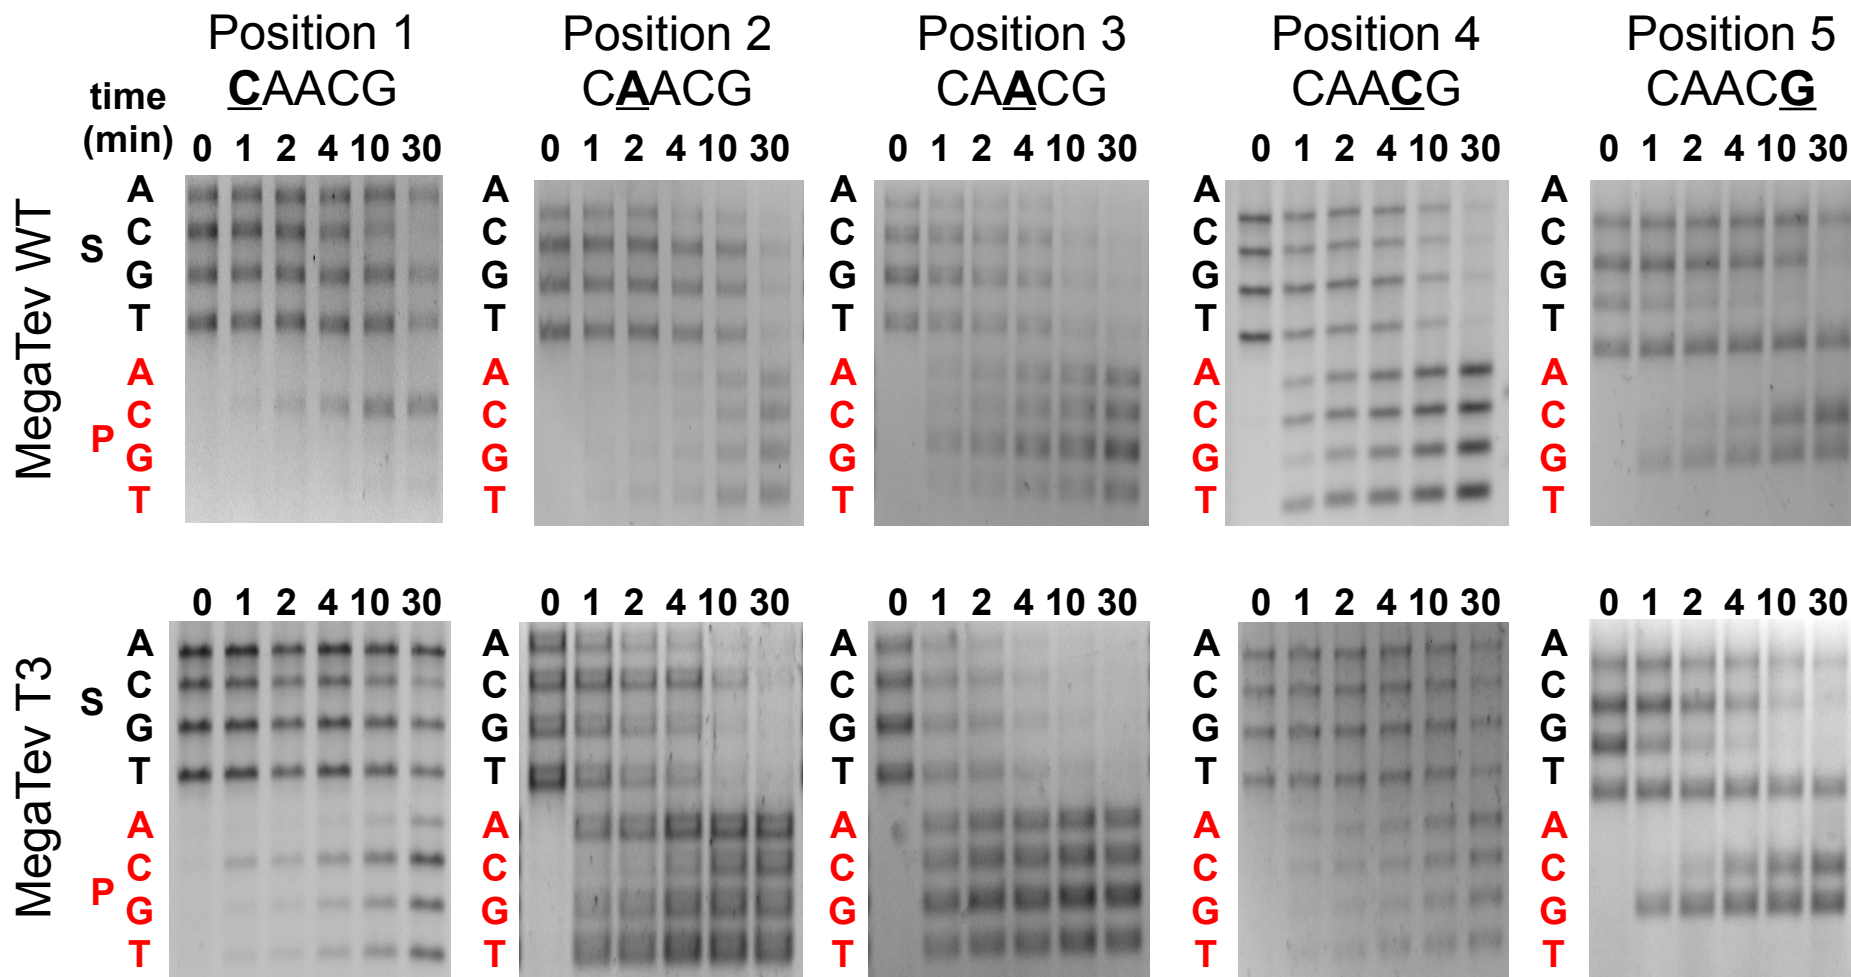 Position 1 Position 2 Position 3 Position 4 Position 5
CAACG CAACG CAACG CAACG CAACG
time
(min) 0 1 2 4 10 30 0 1 2 4 10 30 0 1 2 4 10 30 0 1 2 4 10 30 0 1 2 4 10 30
MegaTev WT
S
A A A A A
C C C C C
G G G G G
T T T T T
P
A A A A A
C C C C C
G G G G G
T T T T T
0 1 2 4 10 30 0 1 2 4 10 30 0 1 2 4 10 30 0 1 2 4 10 30 0 1 2 4 10 30
MegaTev T3
S
A A A A A
C C C C C
G G G G G
T T T T T
P
A A A A A
C C C C C
G G G G G
T T T T T